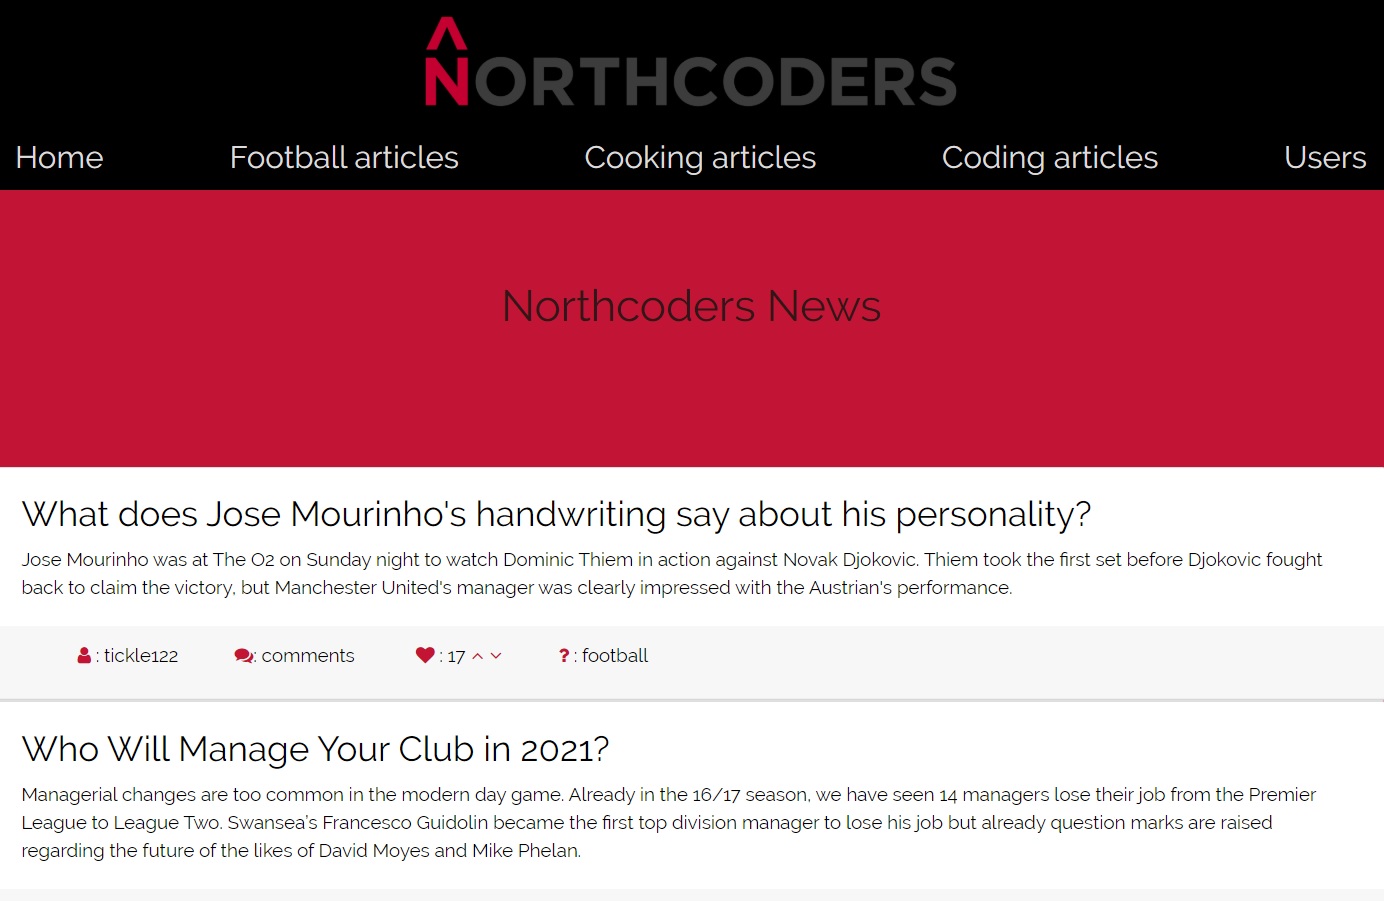 NORTHCODERS
Home Football articles Cooking articles Coding articles Users
Northcoders News
What does Jose Mourinho's handwriting say about his personality?
Jose Mourinho was at The O2 on Sunday night to watch Dominic Thiem in action against Novak Djokovic. Thiem took the first set before Djokovic fought
back to claim the victory, but Manchester United's manager was clearly impressed with the Austrian's performance.
: tickle122 : comments : 17 ? : football
Who Will Manage Your Club in 2021?
Managerial changes are too common in the modern day game. Already in the 16/17 season, we have seen 14 managers lose their job from the Premier
League to League Two. Swansea's Francesco Guidolin became the first top division manager to lose his job but already question marks are raised
regarding the future of the likes of David Moyes and Mike Phelan.